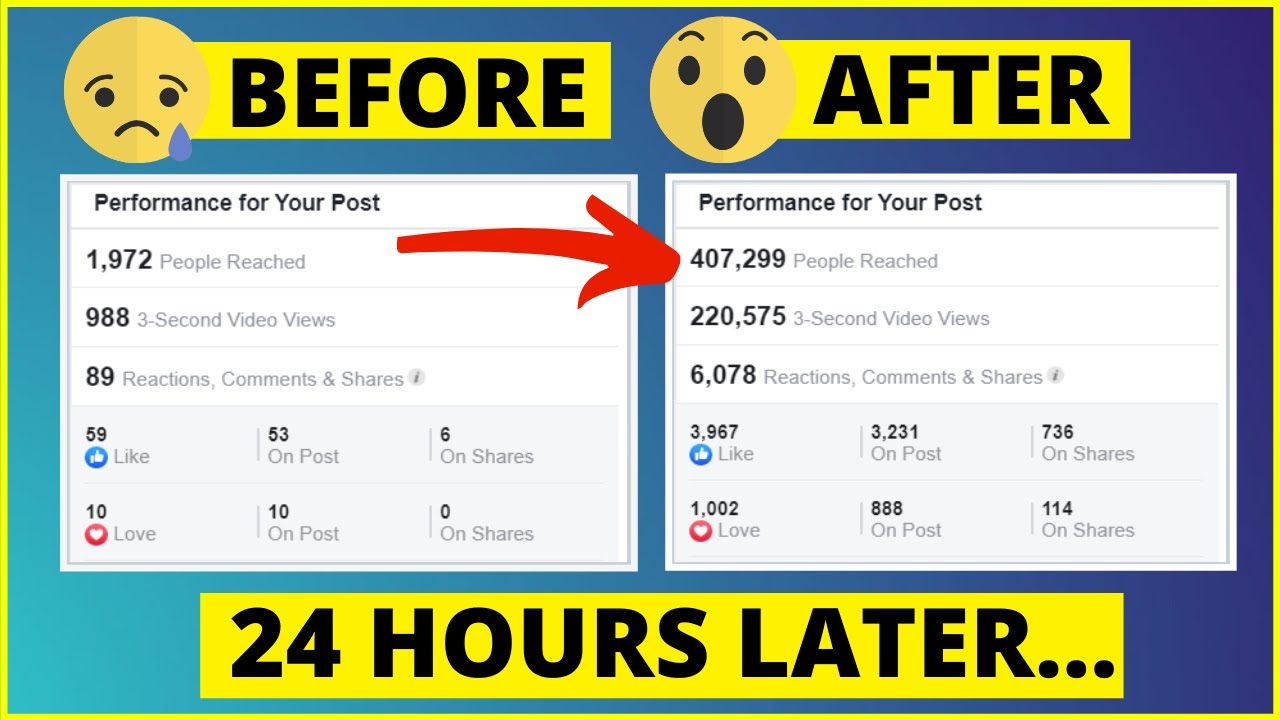 BEFORE
AFTER
Performance for Your Post
1,972 People Reached
988 3-Second Video Views
89 Reactions, Comments & Shares i
59 53 6
Like On Post On Shares
10 10 0
Love On Post On Shares
Performance for Your Post
407,299 People Reached
220,575 3-Second Video Views
6,078 Reactions, Comments & Shares i
3,967 3,231 736
Like On Post On Shares
1,002 888 114
Love On Post On Shares
24 HOURS LATER...